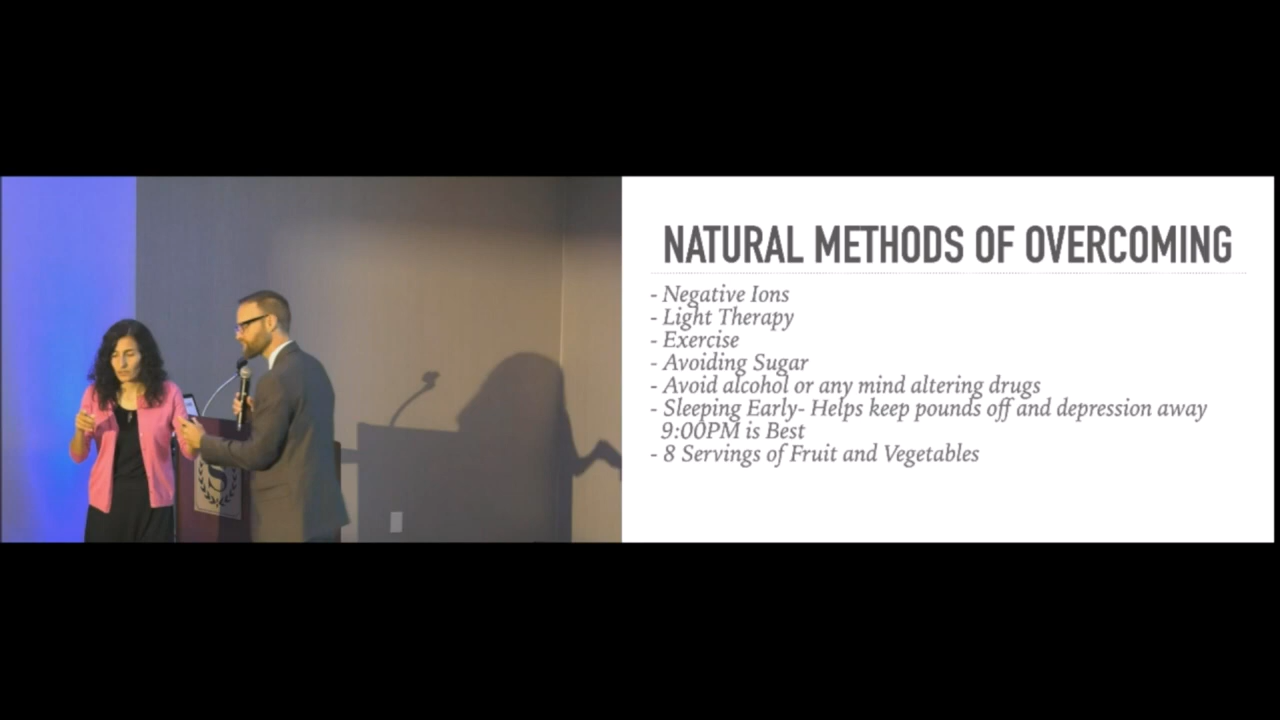 NATURAL METHODS OF OVERCOMING
- Negative Ions
- Light Therapy
- Exercise
- Avoiding Sugar
- Avoid alcohol or any mind altering drugs
- Sleeping Early- Helps keep pounds off and depression away
9:00PM is Best
- 8 Servings of Fruit and Vegetables
S